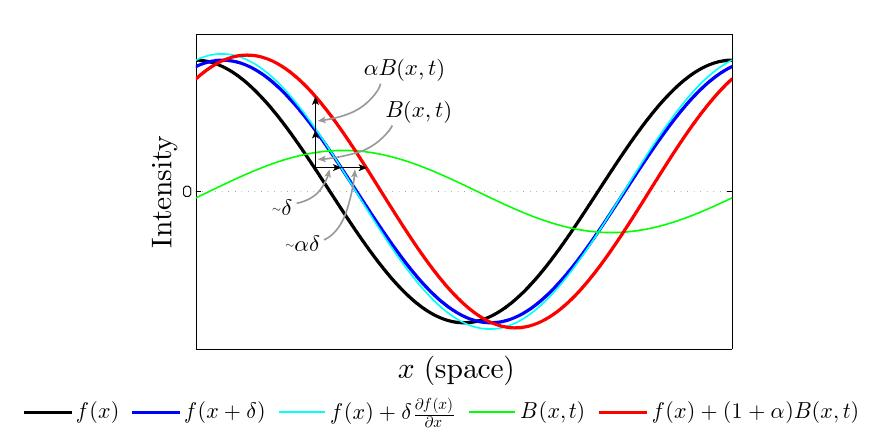 αB(x, t)
B(x, t)
Intensity
0
~δ
~αδ
x (space)
f(x) f(x + δ) f(x) + δ ∂f(x)/∂x B(x, t) f(x) + (1 + α)B(x, t)